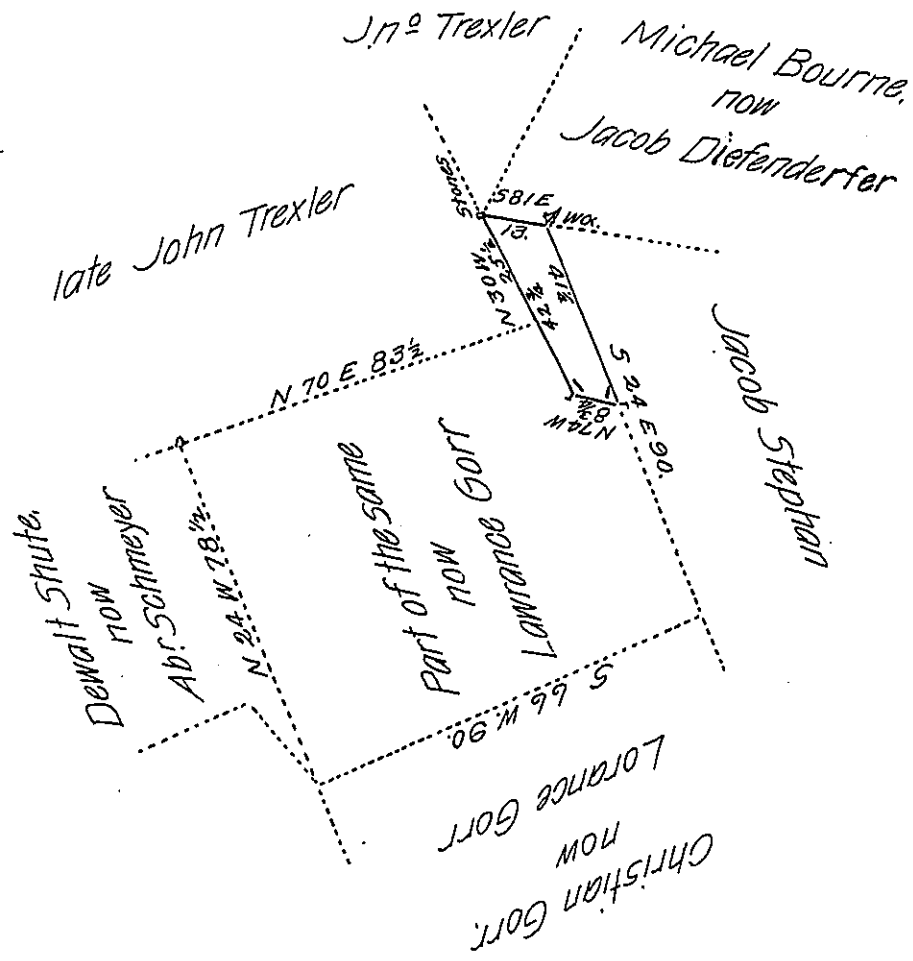 Jnº Trexler
Michael Bourne,
now
Jacob Diefenderfer
late John Trexler
Stones
S 81 E
13.
A W.O.
N 30 W
25½
42¾
41½
S 24 E 90.
N 74 W
8¾
Jacob Stephan
N 70 E 83½
Dewalt Shute,
now
Abr. Schmeyer
N 24 W 78½
Part of the same
now
Lawrance Gorr
S 66 W 90.
Christian Gorr,
now
Lorance Gorr